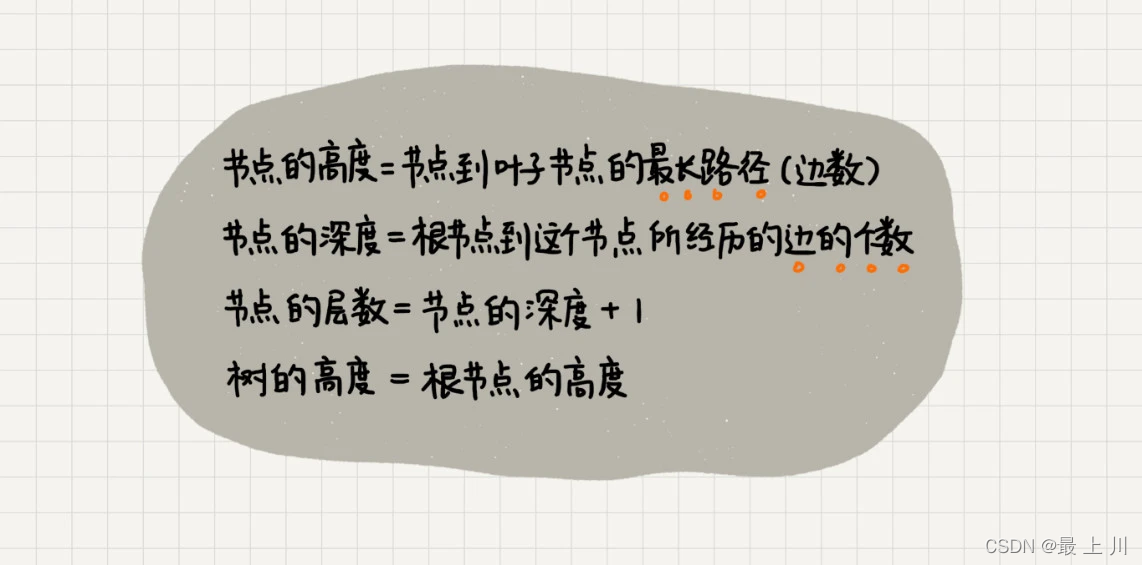 节点的高度=节点到叶子节点的最长路径(边数)
节点的深度=根节点到这个节点所经历的边的个数
节点的层数=节点的深度+1
树的高度=根节点的高度
CSDN @最 上 川